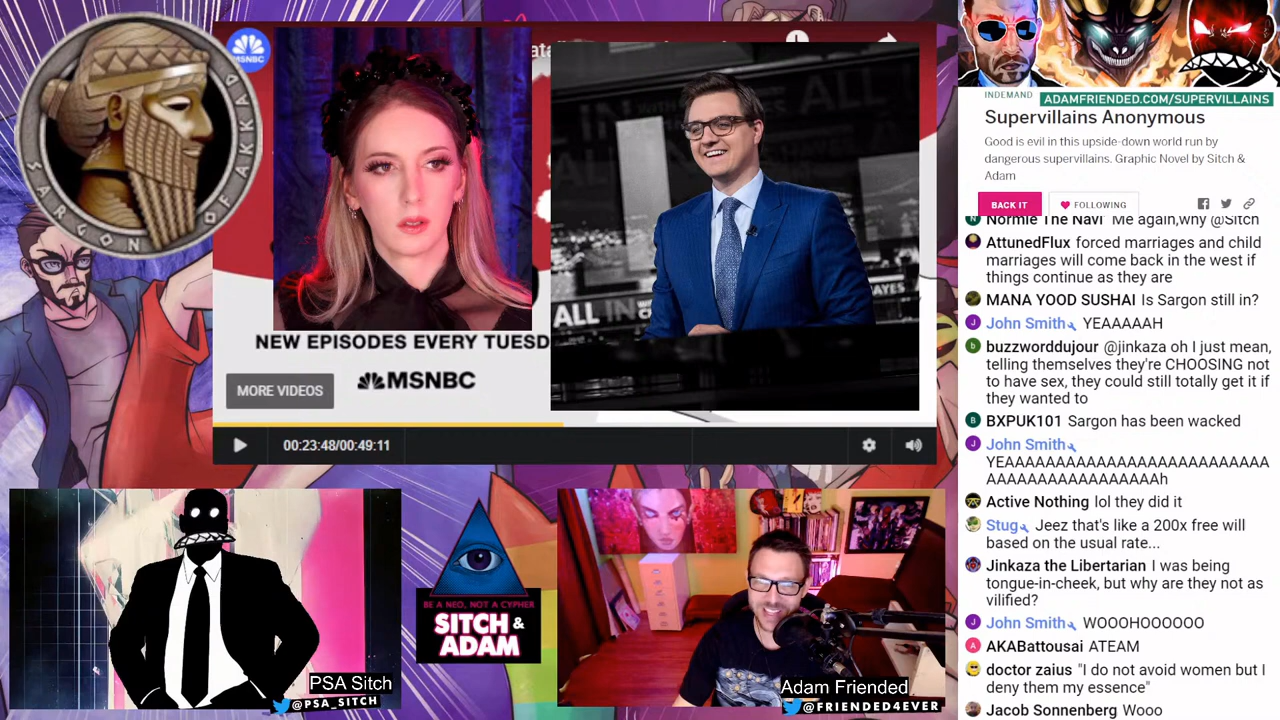 SARGON OF AKKAD
MSNBC
ata
ALL IN
HAYES
ALL IN
NEW EPISODES EVERY TUESD
MORE VIDEOS
MSNBC
00:23:48/00:49:11
PSA Sitch
@PSA_SITCH
BE A NEO, NOT A CYPHER
SITCH &
ADAM
Adam Friended
@FRIENDED4EVER
INDEMAND
ADAMFRIENDED.COM/SUPERVILLAINS
Supervillains Anonymous
Good is evil in this upside-down world run by
dangerous supervillains. Graphic Novel by Sitch &
Adam
BACK IT
FOLLOWING
Normie The Navi Me again,why @Sitch
AttunedFlux forced marriages and child
marriages will come back in the west if
things continue as they are
MANA YOOD SUSHAI Is Sargon still in?
John Smith YEAAAAAH
buzzworddujour @jinkaza oh I just mean,
telling themselves they're CHOOSING not
to have sex, they could still totally get it if
they wanted to
BXPUK101 Sargon has been wacked
John Smith
YEAAAAAAAAAAAAAAAAAAAAAAAAAA
AAAAAAAAAAAAAAAAAh
Active Nothing lol they did it
Stug Jeez that's like a 200x free will
based on the usual rate...
Jinkaza the Libertarian I was being
tongue-in-cheek, but why are they not as
vilified?
John Smith WOOOHOOOOOO
AKABattousai ATEAM
doctor zaius "I do not avoid women but I
deny them my essence"
Jacob Sonnenberg Wooo